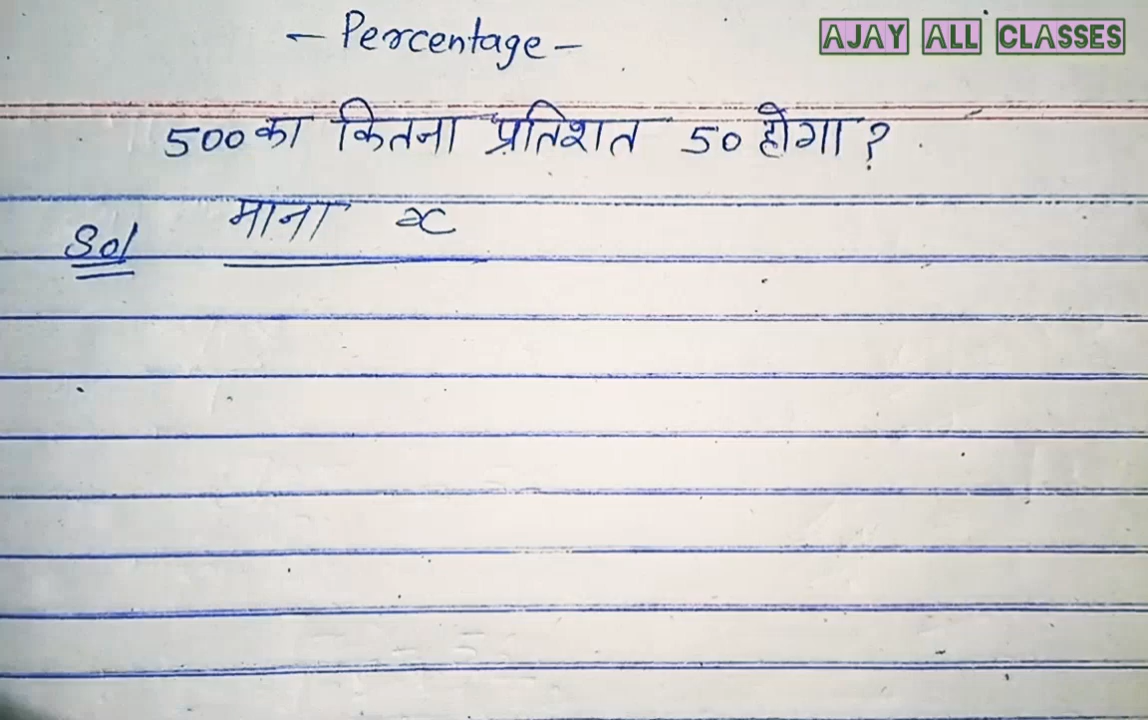 – Percentage –
AJAY ALL CLASSES
500 का कितना प्रतिशत 50 होगा ?
Sol माना x